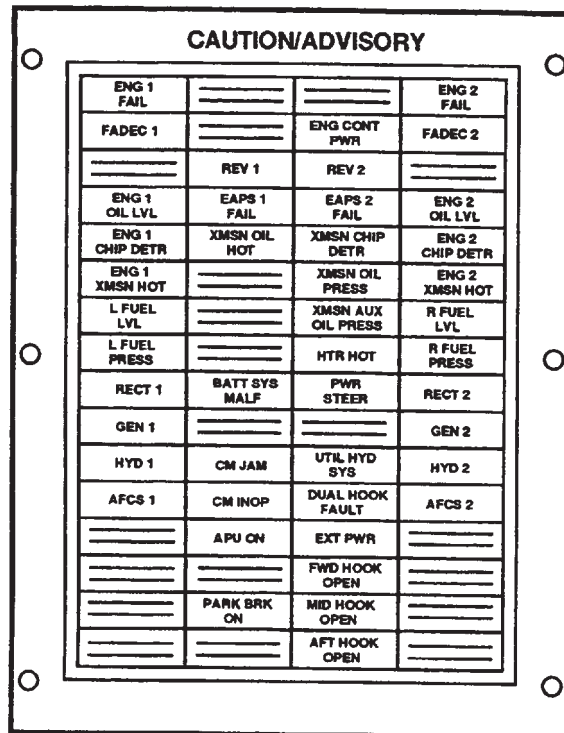 CAUTION/ADVISORY
ENG 1
FAIL
ENG 2
FAIL
FADEC 1
ENG CONT
PWR
FADEC 2
REV 1
REV 2
ENG 1
OIL LVL
EAPS 1
FAIL
EAPS 2
FAIL
ENG 2
OIL LVL
ENG 1
CHIP DETR
XMSN OIL
HOT
XMSN CHIP
DETR
ENG 2
CHIP DETR
ENG 1
XMSN HOT
XMSN OIL
PRESS
ENG 2
XMSN HOT
L FUEL
LVL
XMSN AUX
OIL PRESS
R FUEL
LVL
L FUEL
PRESS
HTR HOT
R FUEL
PRESS
RECT 1
BATT SYS
MALF
PWR
STEER
RECT 2
GEN 1
GEN 2
HYD 1
CM JAM
UTIL HYD
SYS
HYD 2
AFCS 1
CM INOP
DUAL HOOK
FAULT
AFCS 2
APU ON
EXT PWR
FWD HOOK
OPEN
PARK BRK
ON
MID HOOK
OPEN
AFT HOOK
OPEN